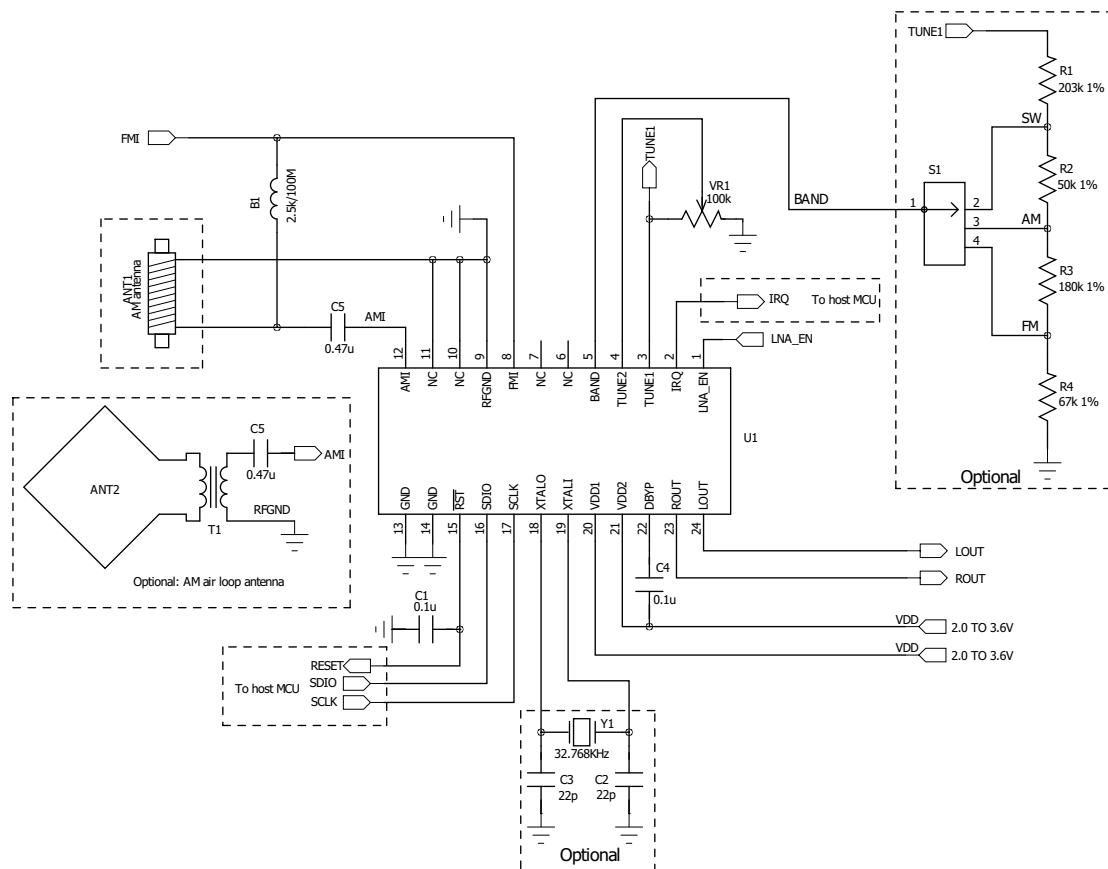 TUNE1
R1
203k 1%
SW
R2
50k 1%
S1
1
2
3
4
AM
R3
180k 1%
FM
R4
67k 1%
Optional
BAND
FMI
B1
2.5k/100M
TUNE1
VR1
100k
ANT1
AM antenna
C5
0.47u
AMI
IRQ
To host MCU
LNA_EN
12
11
10
9
8
7
6
5
4
3
2
1
AMI
NC
NC
RFGND
FMI
NC
NC
BAND
TUNE2
TUNE1
IRQ
LNA_EN
U1
GND
GND
RST
SDIO
SCLK
XTALO
XTALI
VDD1
VDD2
DBYP
ROUT
LOUT
13
14
15
16
17
18
19
20
21
22
23
24
ANT2
T1
C5
0.47u
AMI
RFGND
Optional: AM air loop antenna
C1
0.1u
C4
0.1u
LOUT
ROUT
VDD
2.0 TO 3.6V
VDD
2.0 TO 3.6V
To host MCU
RESET
SDIO
SCLK
Y1
32.768KHz
C3
22p
C2
22p
Optional